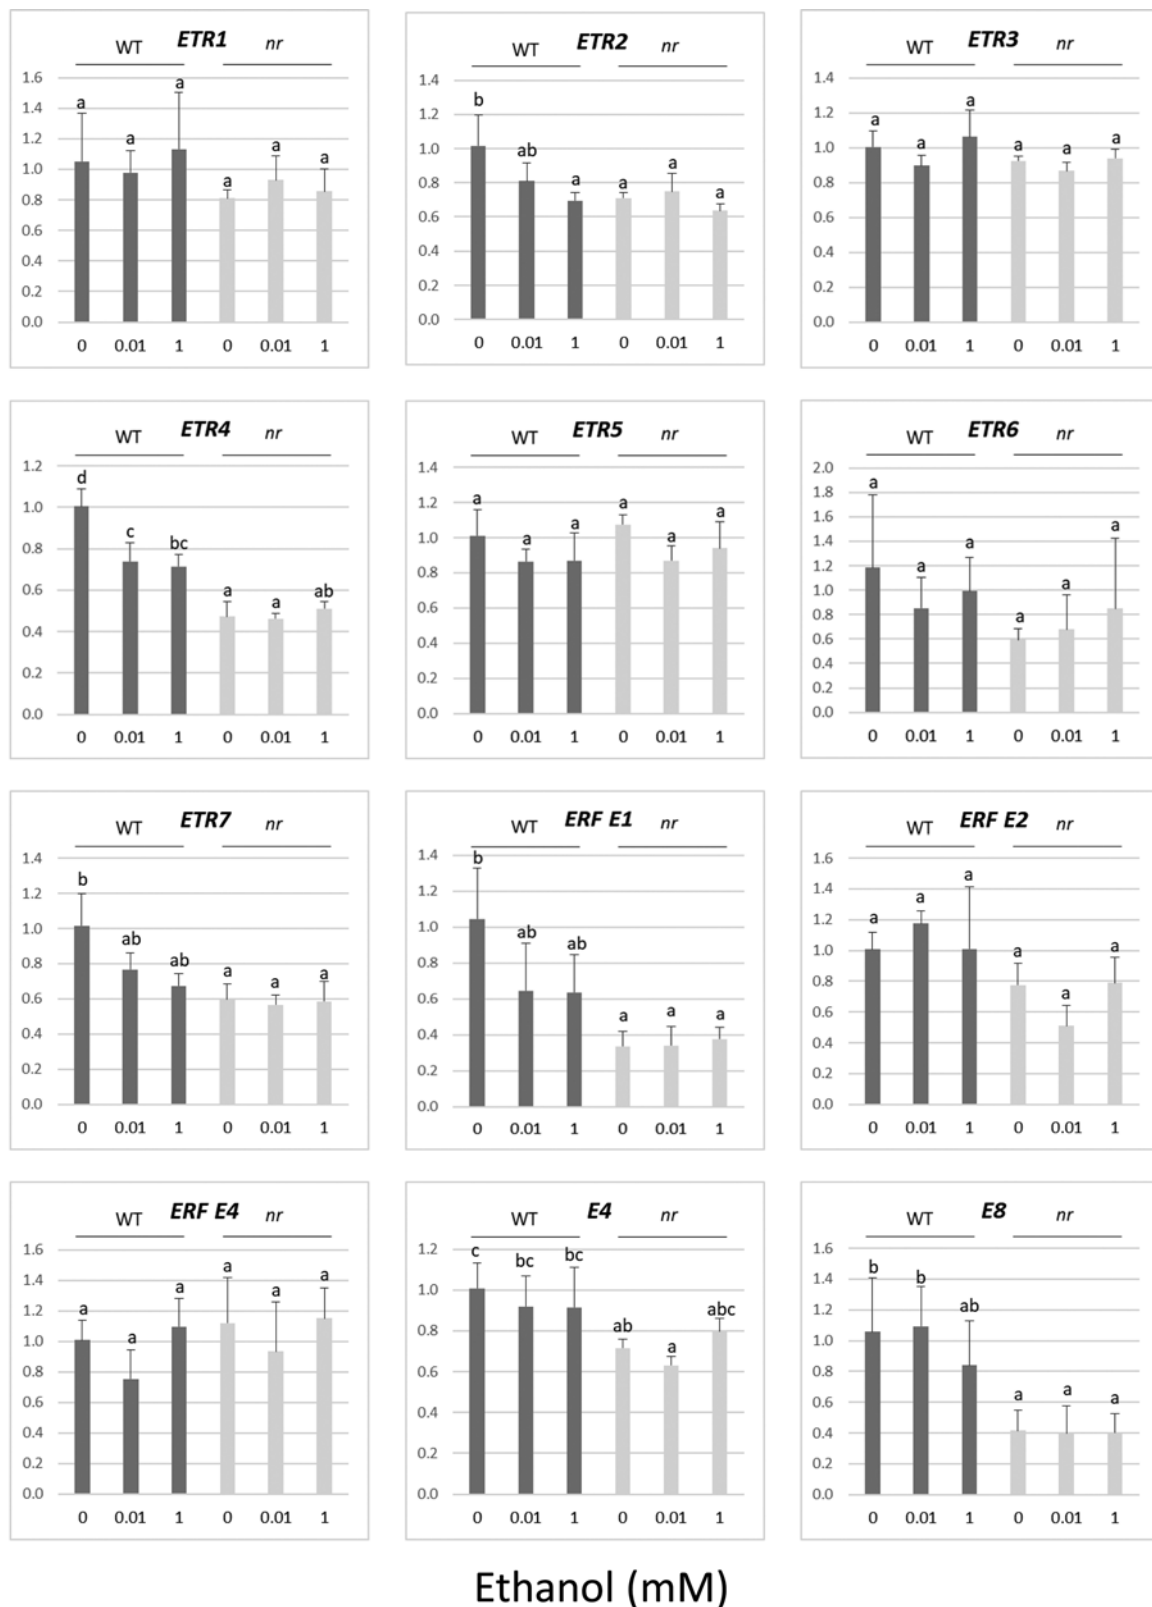 WT ETR1 nr
1.6
1.4
1.2
1.0
0.8
0.6
0.4
0.2
0.0
a a a a a a
0 0.01 1 0 0.01 1
WT ETR2 nr
1.4
1.2
1.0
0.8
0.6
0.4
0.2
0.0
b ab a a a a
0 0.01 1 0 0.01 1
WT ETR3 nr
1.4
1.2
1.0
0.8
0.6
0.4
0.2
0.0
a a a a a a
0 0.01 1 0 0.01 1
WT ETR4 nr
1.2
1.0
0.8
0.6
0.4
0.2
0.0
d c bc a a ab
0 0.01 1 0 0.01 1
WT ETR5 nr
1.4
1.2
1.0
0.8
0.6
0.4
0.2
0.0
a a a a a a
0 0.01 1 0 0.01 1
WT ETR6 nr
2.0
1.8
1.6
1.4
1.2
1.0
0.8
0.6
0.4
0.2
0.0
a a a a a a
0 0.01 1 0 0.01 1
WT ETR7 nr
1.4
1.2
1.0
0.8
0.6
0.4
0.2
0.0
b ab ab a a a
0 0.01 1 0 0.01 1
WT ERF E1 nr
1.4
1.2
1.0
0.8
0.6
0.4
0.2
0.0
b ab ab a a a
0 0.01 1 0 0.01 1
WT ERF E2 nr
1.6
1.4
1.2
1.0
0.8
0.6
0.4
0.2
0.0
a a a a a a
0 0.01 1 0 0.01 1
WT ERF E4 nr
1.6
1.4
1.2
1.0
0.8
0.6
0.4
0.2
0.0
a a a a a a
0 0.01 1 0 0.01 1
WT E4 nr
1.2
1.0
0.8
0.6
0.4
0.2
0.0
c bc bc ab a abc
0 0.01 1 0 0.01 1
WT E8 nr
1.6
1.4
1.2
1.0
0.8
0.6
0.4
0.2
0.0
b b ab a a a
0 0.01 1 0 0.01 1
Ethanol (mM)